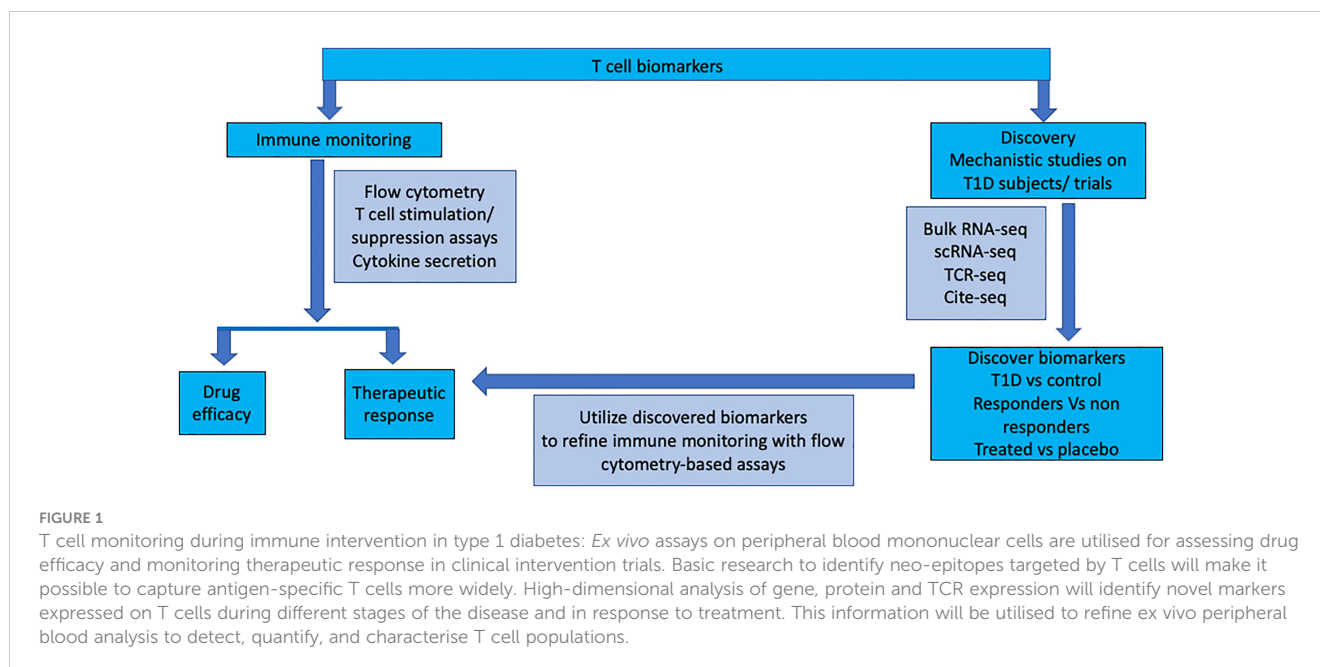 T cell biomarkers
Immune monitoring
Flow cytometry
T cell stimulation/
suppression assays
Cytokine secretion
Drug
efficacy
Therapeutic
response
Discovery
Mechanistic studies on
T1D subjects/ trials
Bulk RNA-seq
scRNA-seq
TCR-seq
Cite-seq
Discover biomarkers
T1D vs control
Responders Vs non
responders
Treated vs placebo
Utilize discovered biomarkers
to refine immune monitoring with flow
cytometry-based assays
FIGURE 1
T cell monitoring during immune intervention in type 1 diabetes: Ex vivo assays on peripheral blood mononuclear cells are utilised for assessing drug
efficacy and monitoring therapeutic response in clinical intervention trials. Basic research to identify neo-epitopes targeted by T cells will make it
possible to capture antigen-specific T cells more widely. High-dimensional analysis of gene, protein and TCR expression will identify novel markers
expressed on T cells during different stages of the disease and in response to treatment. This information will be utilised to refine ex vivo peripheral
blood analysis to detect, quantify, and characterise T cell populations.